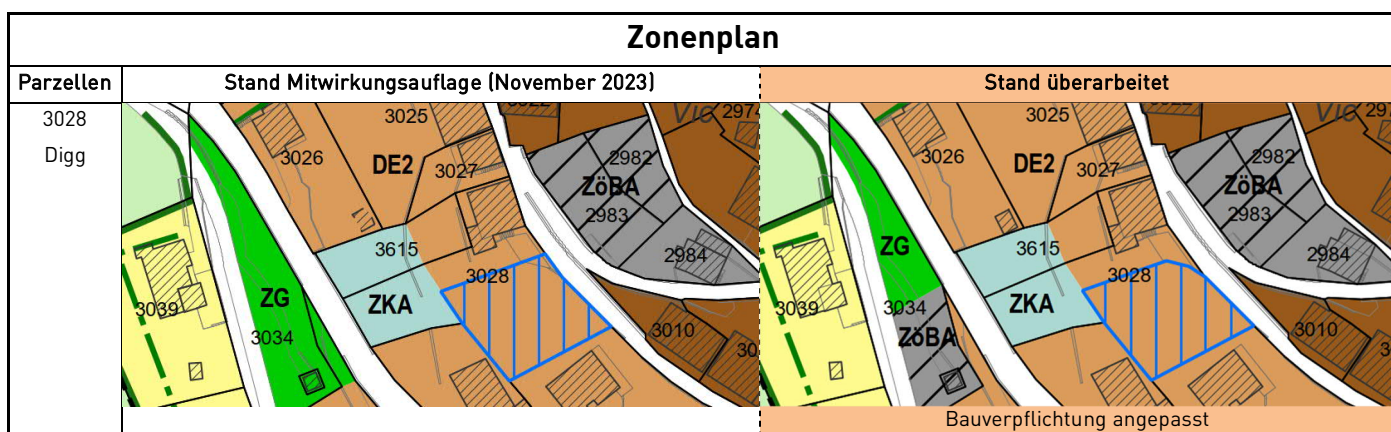 Zonenplan
Parzellen
Stand Mitwirkungsauflage (November 2023)
Stand überarbeitet
3028
Digg
3025
3026
DE2
3027
2982
ZöBA
2983
2984
3615
3028
ZKA
ZG
3034
3039
3010
3025
3026
DE2
3027
2982
ZöBA
2983
2984
3615
3028
ZKA
ZG
3034
ZöBA
3039
3010
Bauverpflichtung angepasst